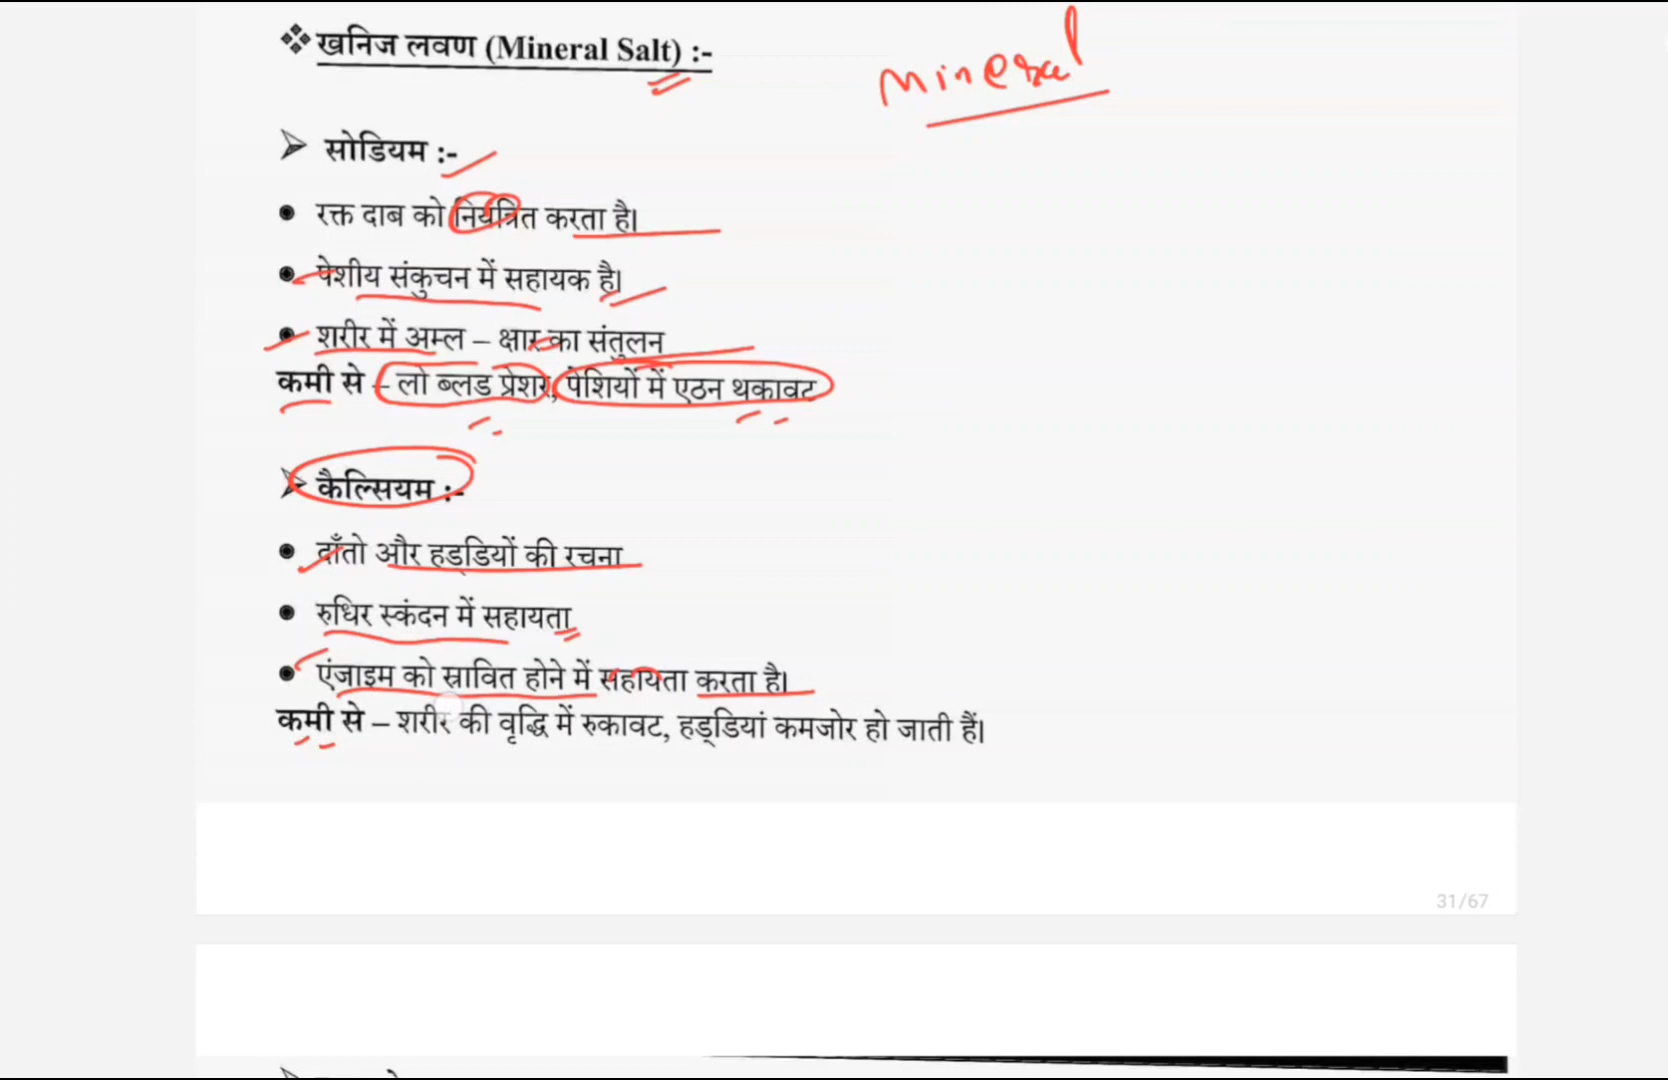 ❖ खनिज लवण (Mineral Salt) :-
mineral
➢ सोडियम :-
● रक्त दाब को नियंत्रित करता है।
● पेशीय संकुचन में सहायक है।
● शरीर में अम्ल – क्षार का संतुलन
कमी से – लो ब्लड प्रेशर, पेशियों में एठन थकावट
➢ कैल्सियम :-
● दाँतो और हड्डियों की रचना
● रुधिर स्कंदन में सहायता
● एंजाइम को स्रावित होने में सहायता करता है।
कमी से – शरीर की वृद्धि में रुकावट, हड्डियां कमजोर हो जाती हैं।
31/67